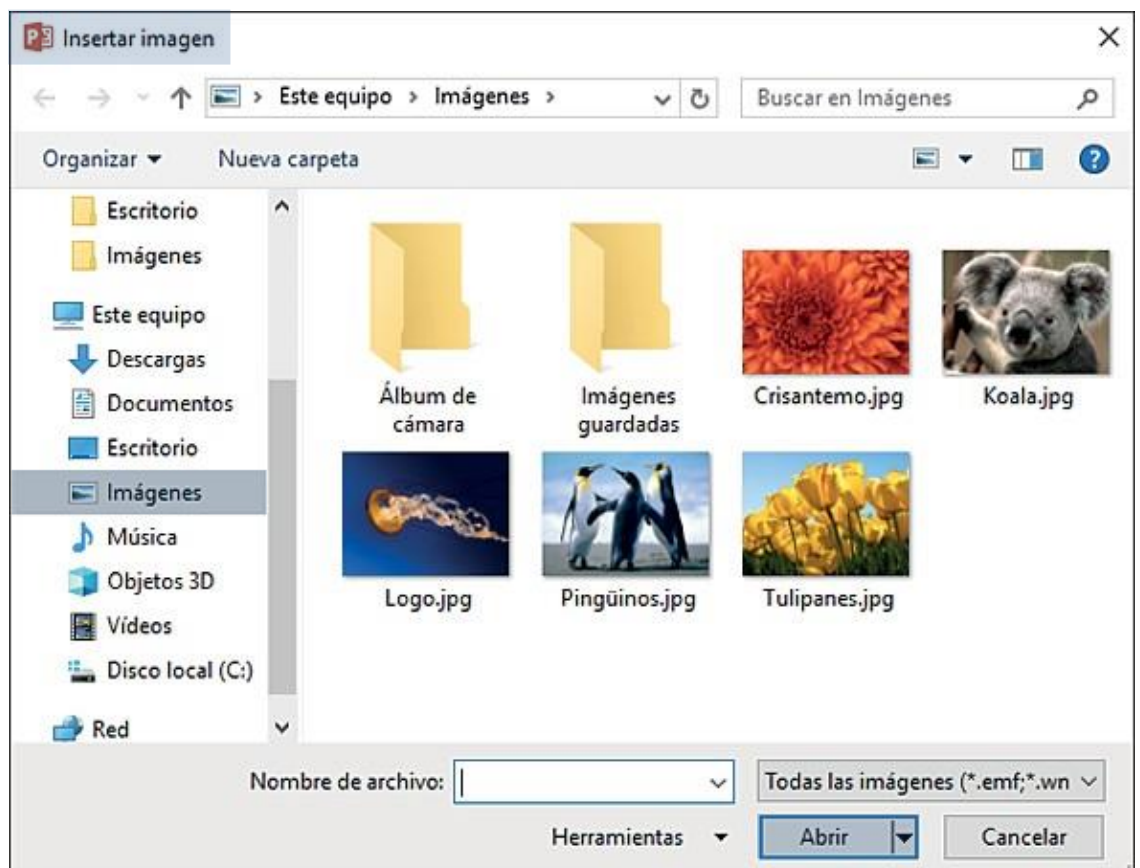 Insertar imagen
Este equipo > Imágenes >
Buscar en Imágenes
Organizar
Nueva carpeta
Escritorio
Imágenes
Este equipo
Descargas
Documentos
Escritorio
Imágenes
Música
Objetos 3D
Vídeos
Disco local (C:)
Red
Álbum de
cámara
Imágenes
guardadas
Crisantemo.jpg
Koala.jpg
Logo.jpg
Pingüinos.jpg
Tulipanes.jpg
Nombre de archivo:
Todas las imágenes (*.emf;*.wn
Herramientas
Abrir
Cancelar